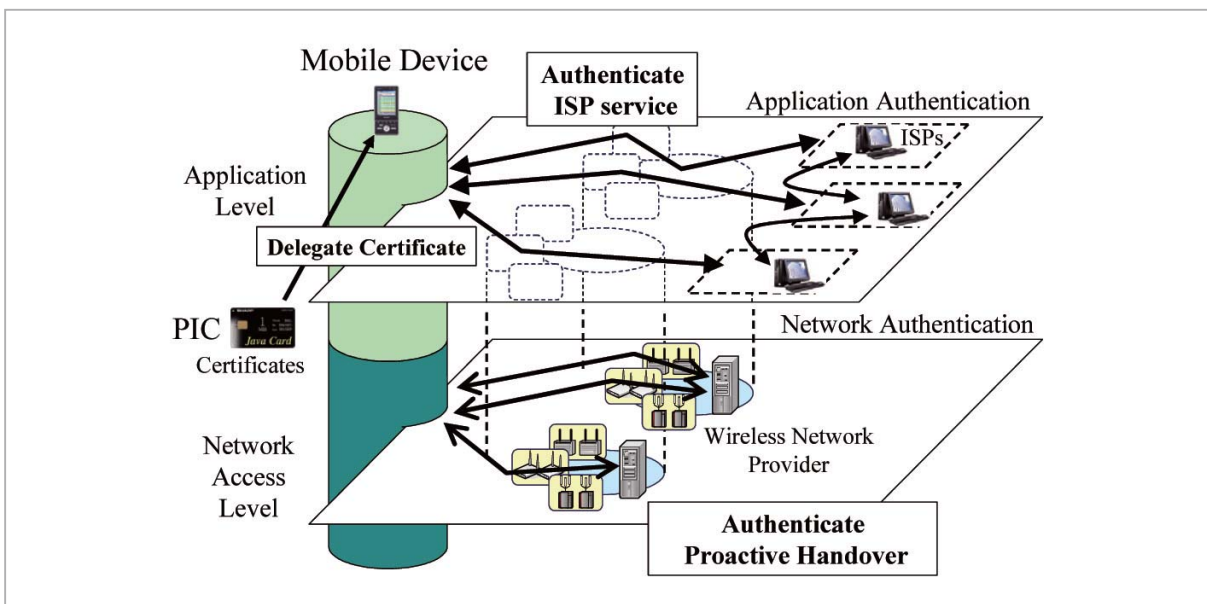 Mobile Device
Authenticate
ISP service
Application Authentication
ISPs
Application
Level
Delegate Certificate
PIC
Java Card
Certificates
Network Authentication
Network
Access
Level
Wireless Network
Provider
Authenticate
Proactive Handover